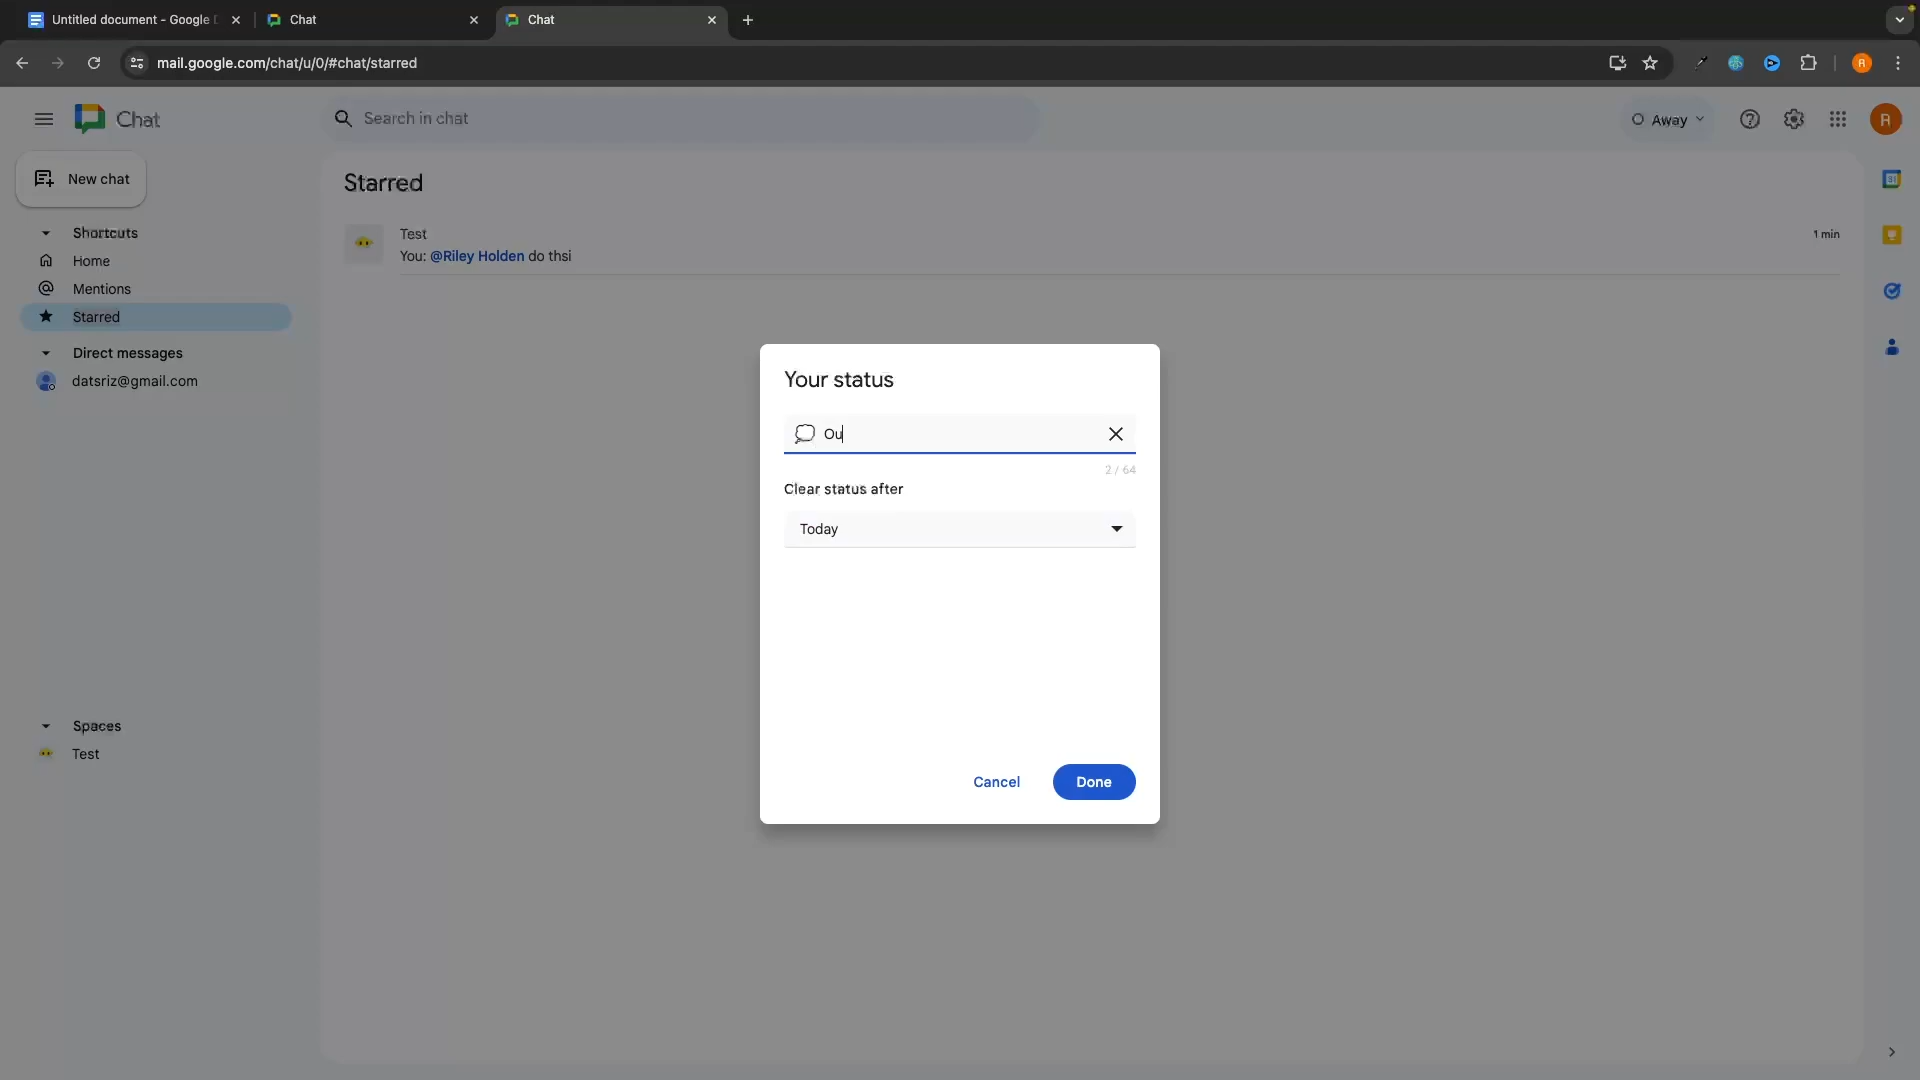 Untitled document - Google D
Chat
Chat
mail.google.com/chat/u/0/#chat/starred
R
Chat
Search in chat
Away
R
New chat
Shortcuts
Home
Mentions
Starred
Direct messages
datsriz@gmail.com
Spaces
Test
Starred
Test
1 min
You: @Riley Holden do thsi
Your status
Ou
2 / 64
Clear status after
Today
Cancel
Done